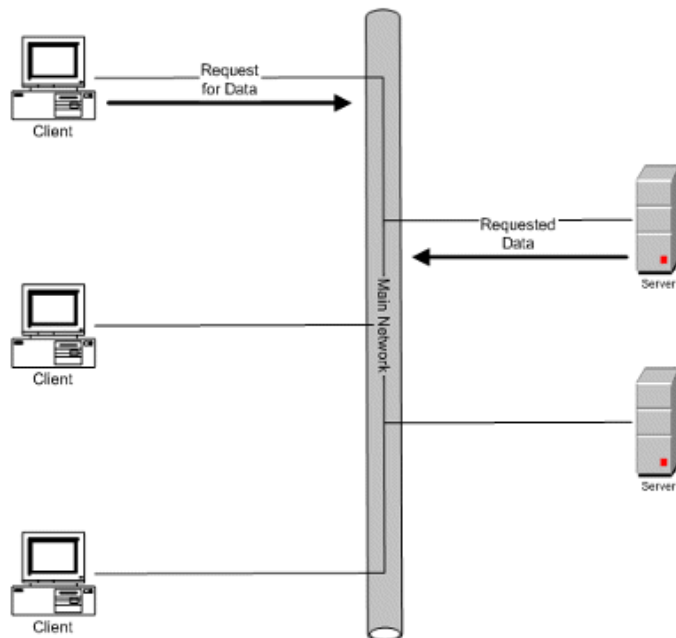 Request
for Data
Client
Requested
Data
Server
Main Network
Client
Server
Client